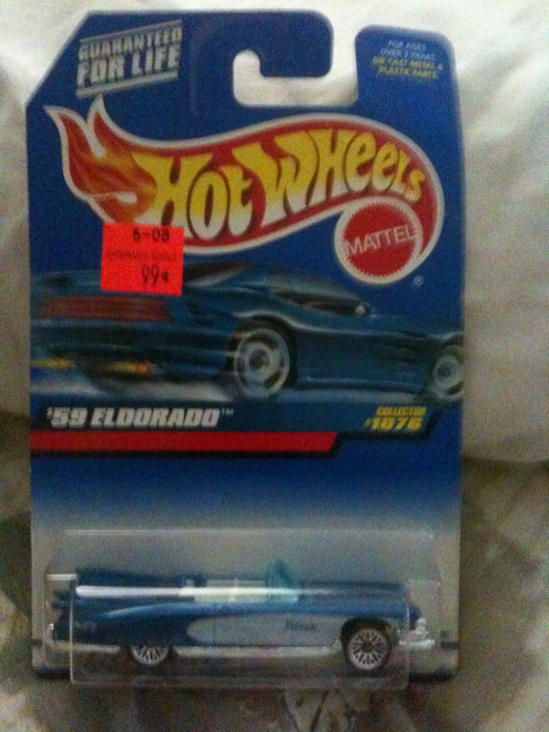 GUARANTEED
FOR LIFE
FOR AGES
OVER 3 YEARS
DIE CAST METAL &
PLASTIC PARTS
HOT WHEELS
MATTEL
®
6-08
99¢
'59 ELDORADO™
COLLECTOR
#1076